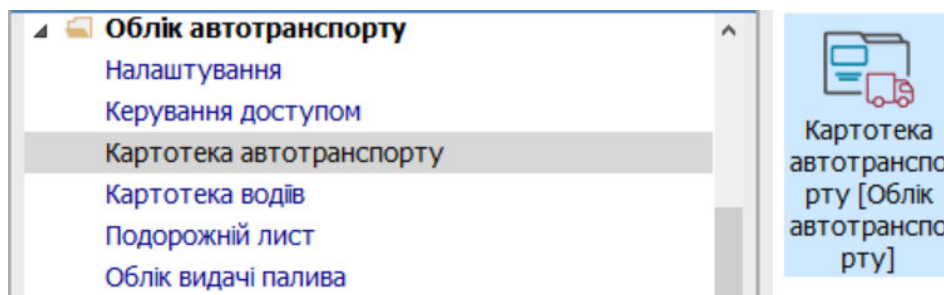 Облік автотранспорту
Налаштування
Керування доступом
Картотека автотранспорту
Картотека водіїв
Подорожній лист
Облік видачі палива
Картотека
автотранспо
рту [Облік
автотранспо
рту]